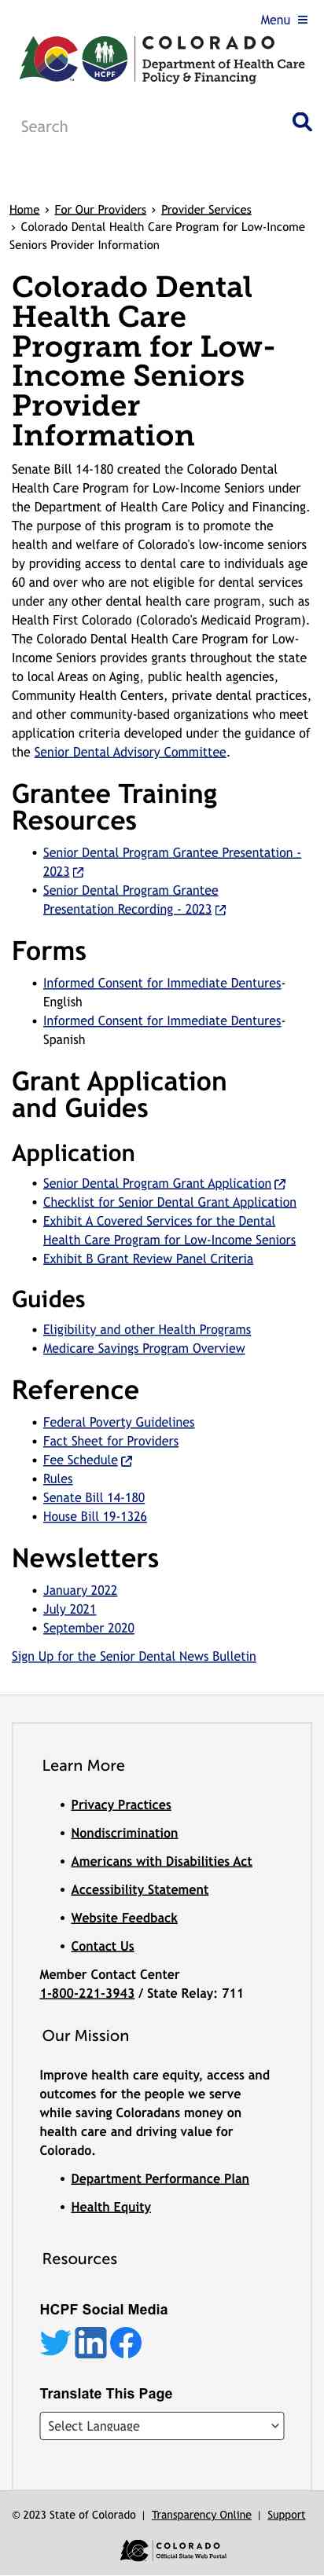 Menu
COLORADO
HCPF
Department of Health Care
Policy & Financing
Search
Home › For Our Providers › Provider Services
› Colorado Dental Health Care Program for Low-Income
Seniors Provider Information
Colorado Dental
Health Care
Program for Low-
Income Seniors
Provider
Information
Senate Bill 14-180 created the Colorado Dental
Health Care Program for Low-Income Seniors under
the Department of Health Care Policy and Financing.
The purpose of this program is to promote the
health and welfare of Colorado's low-income seniors
by providing access to dental care to individuals age
60 and over who are not eligible for dental services
under any other dental health care program, such as
Health First Colorado (Colorado's Medicaid Program).
The Colorado Dental Health Care Program for Low-
Income Seniors provides grants throughout the state
to local Areas on Aging, public health agencies,
Community Health Centers, private dental practices,
and other community-based organizations who meet
application criteria developed under the guidance of
the Senior Dental Advisory Committee.
Grantee Training
Resources
• Senior Dental Program Grantee Presentation -
2023
• Senior Dental Program Grantee
Presentation Recording - 2023
Forms
• Informed Consent for Immediate Dentures-
English
• Informed Consent for Immediate Dentures-
Spanish
Grant Application
and Guides
Application
• Senior Dental Program Grant Application
• Checklist for Senior Dental Grant Application
• Exhibit A Covered Services for the Dental
Health Care Program for Low-Income Seniors
• Exhibit B Grant Review Panel Criteria
Guides
• Eligibility and other Health Programs
• Medicare Savings Program Overview
Reference
• Federal Poverty Guidelines
• Fact Sheet for Providers
• Fee Schedule
• Rules
• Senate Bill 14-180
• House Bill 19-1326
Newsletters
• January 2022
• July 2021
• September 2020
Sign Up for the Senior Dental News Bulletin
Learn More
• Privacy Practices
• Nondiscrimination
• Americans with Disabilities Act
• Accessibility Statement
• Website Feedback
• Contact Us
Member Contact Center
1-800-221-3943 / State Relay: 711
Our Mission
Improve health care equity, access and
outcomes for the people we serve
while saving Coloradans money on
health care and driving value for
Colorado.
• Department Performance Plan
• Health Equity
Resources
HCPF Social Media
in
Translate This Page
Select Language
© 2023 State of Colorado | Transparency Online | Support
COLORADO
Official State Web Portal